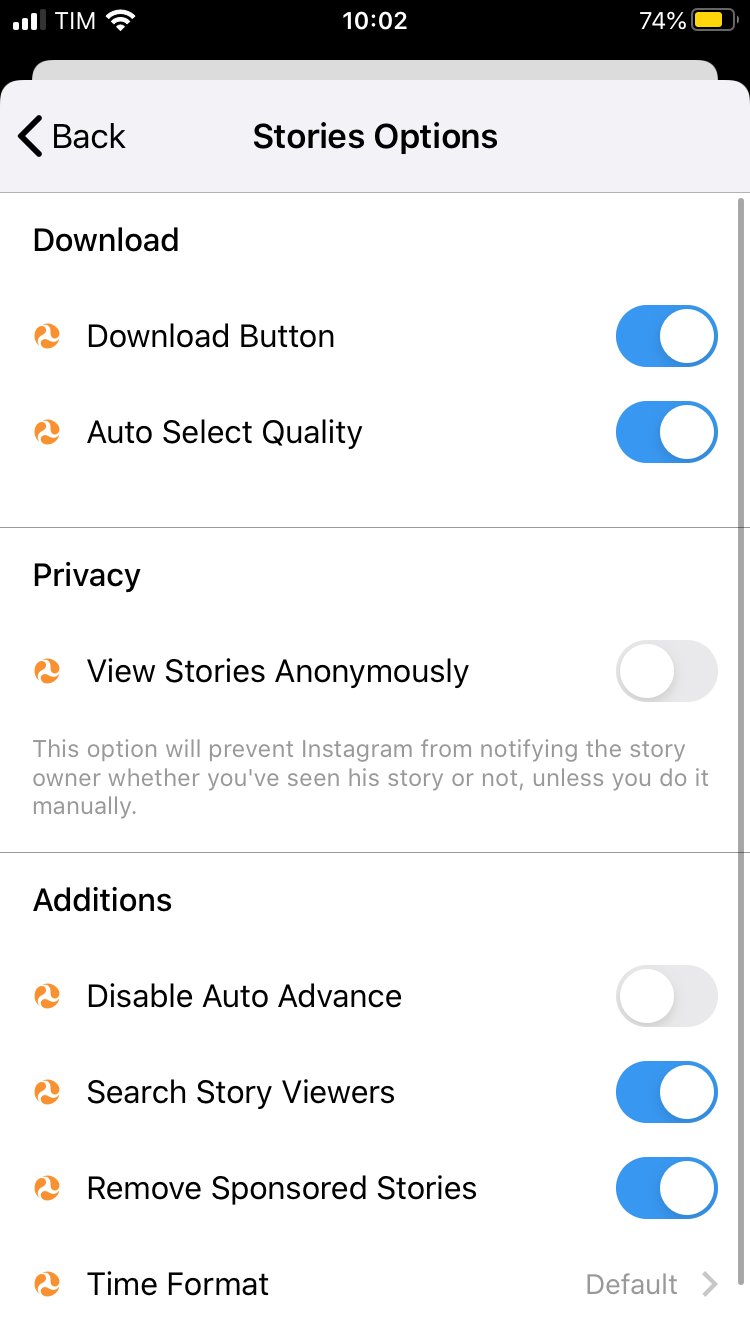 TIM 10:02 74%
Back Stories Options
Download
Download Button
Auto Select Quality
Privacy
View Stories Anonymously
This option will prevent Instagram from notifying the story
owner whether you've seen his story or not, unless you do it
manually.
Additions
Disable Auto Advance
Search Story Viewers
Remove Sponsored Stories
Time Format Default